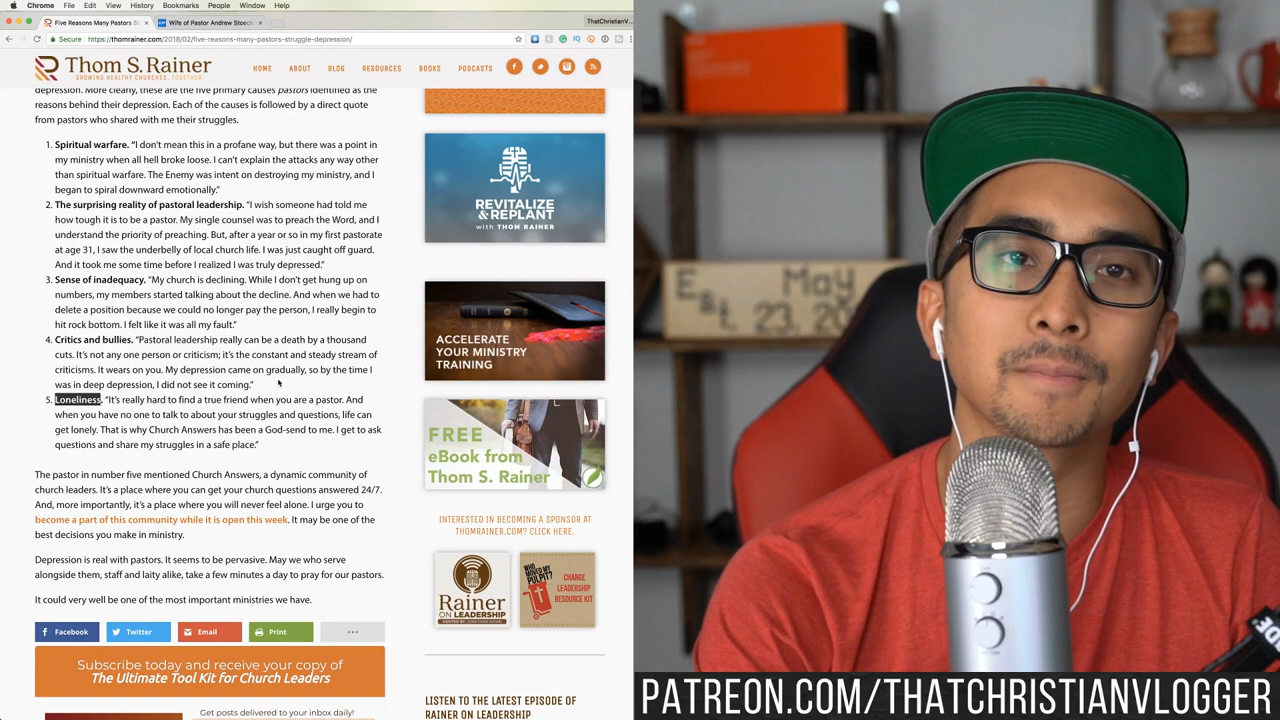 Chrome File Edit View History Bookmarks People Window Help
Five Reasons Many Pastors St
Wife of Pastor Andrew Stoeckl
ThatChristianV...
Secure https://thomrainer.com/2018/02/five-reasons-many-pastors-struggle-depression/
Thom S. Rainer
GROWING HEALTHY CHURCHES. TOGETHER.
HOME ABOUT BLOG RESOURCES BOOKS PODCASTS
depression. More clearly, these are the five primary causes pastors identified as the
reasons behind their depression. Each of the causes is followed by a direct quote
from pastors who shared with me their struggles.
1. Spiritual warfare. “I don’t mean this in a profane way, but there was a point in
my ministry when all hell broke loose. I can’t explain the attacks any way other
than spiritual warfare. The Enemy was intent on destroying my ministry, and I
began to spiral downward emotionally.”
2. The surprising reality of pastoral leadership. “I wish someone had told me
how tough it is to be a pastor. My single counsel was to preach the Word, and I
understand the priority of preaching. But, after a year or so in my first pastorate
at age 31, I saw the underbelly of local church life. I was just caught off guard.
And it took me some time before I realized I was truly depressed.”
3. Sense of inadequacy. “My church is declining. While I don’t get hung up on
numbers, my members started talking about the decline. And when we had to
delete a position because we could no longer pay the person, I really begin to
hit rock bottom. I felt like it was all my fault.”
4. Critics and bullies. “Pastoral leadership really can be a death by a thousand
cuts. It’s not any one person or criticism; it’s the constant and steady stream of
criticisms. It wears on you. My depression came on gradually, so by the time I
was in deep depression, I did not see it coming.”
5. Loneliness. “It’s really hard to find a true friend when you are a pastor. And
when you have no one to talk to about your struggles and questions, life can
get lonely. That is why Church Answers has been a God-send to me. I get to ask
questions and share my struggles in a safe place.”
The pastor in number five mentioned Church Answers, a dynamic community of
church leaders. It’s a place where you can get your church questions answered 24/7.
And, more importantly, it’s a place where you will never feel alone. I urge you to
become a part of this community while it is open this week. It may be one of the
best decisions you make in ministry.
Depression is real with pastors. It seems to be pervasive. May we who serve
alongside them, staff and laity alike, take a few minutes a day to pray for our pastors.
It could very well be one of the most important ministries we have.
Facebook Twitter Email Print ...
Subscribe today and receive your copy of
The Ultimate Tool Kit for Church Leaders
Get posts delivered to your inbox daily!
REVITALIZE
& REPLANT
with THOM RAINER
ACCELERATE
YOUR MINISTRY
TRAINING
FREE
eBook from
Thom S. Rainer
INTERESTED IN BECOMING A SPONSOR AT
THOMRAINER.COM? CLICK HERE.
Rainer
ON LEADERSHIP
HOSTED BY JONATHAN HOWE
WHO MOVED MY PULPIT?
CHANGE
LEADERSHIP
RESOURCE KIT
LISTEN TO THE LATEST EPISODE OF
RAINER ON LEADERSHIP
Est. May
23, 20
PATREON.COM/THATCHRISTIANVLOGGER